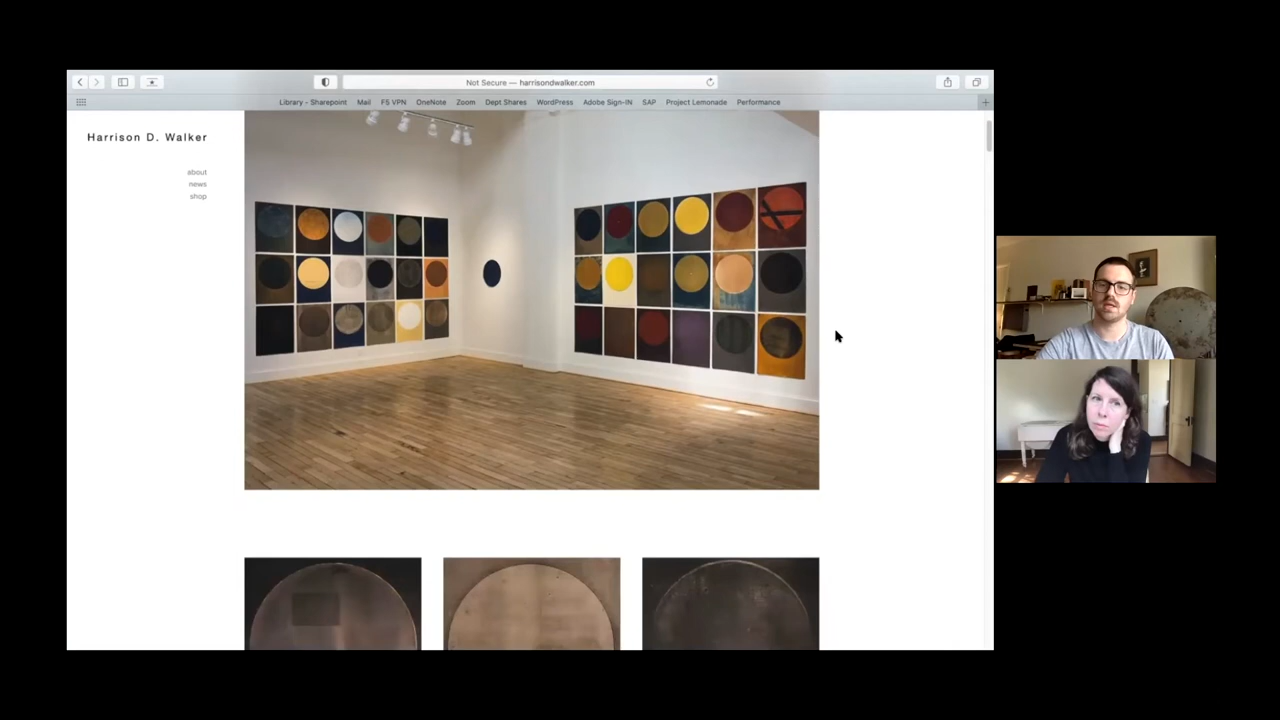 Not Secure — harrisondwalker.com
Library - Sharepoint Mail F5 VPN OneNote Zoom Dept Shares WordPress Adobe Sign-IN SAP Project Lemonade Performance
Harrison D. Walker
about
news
shop